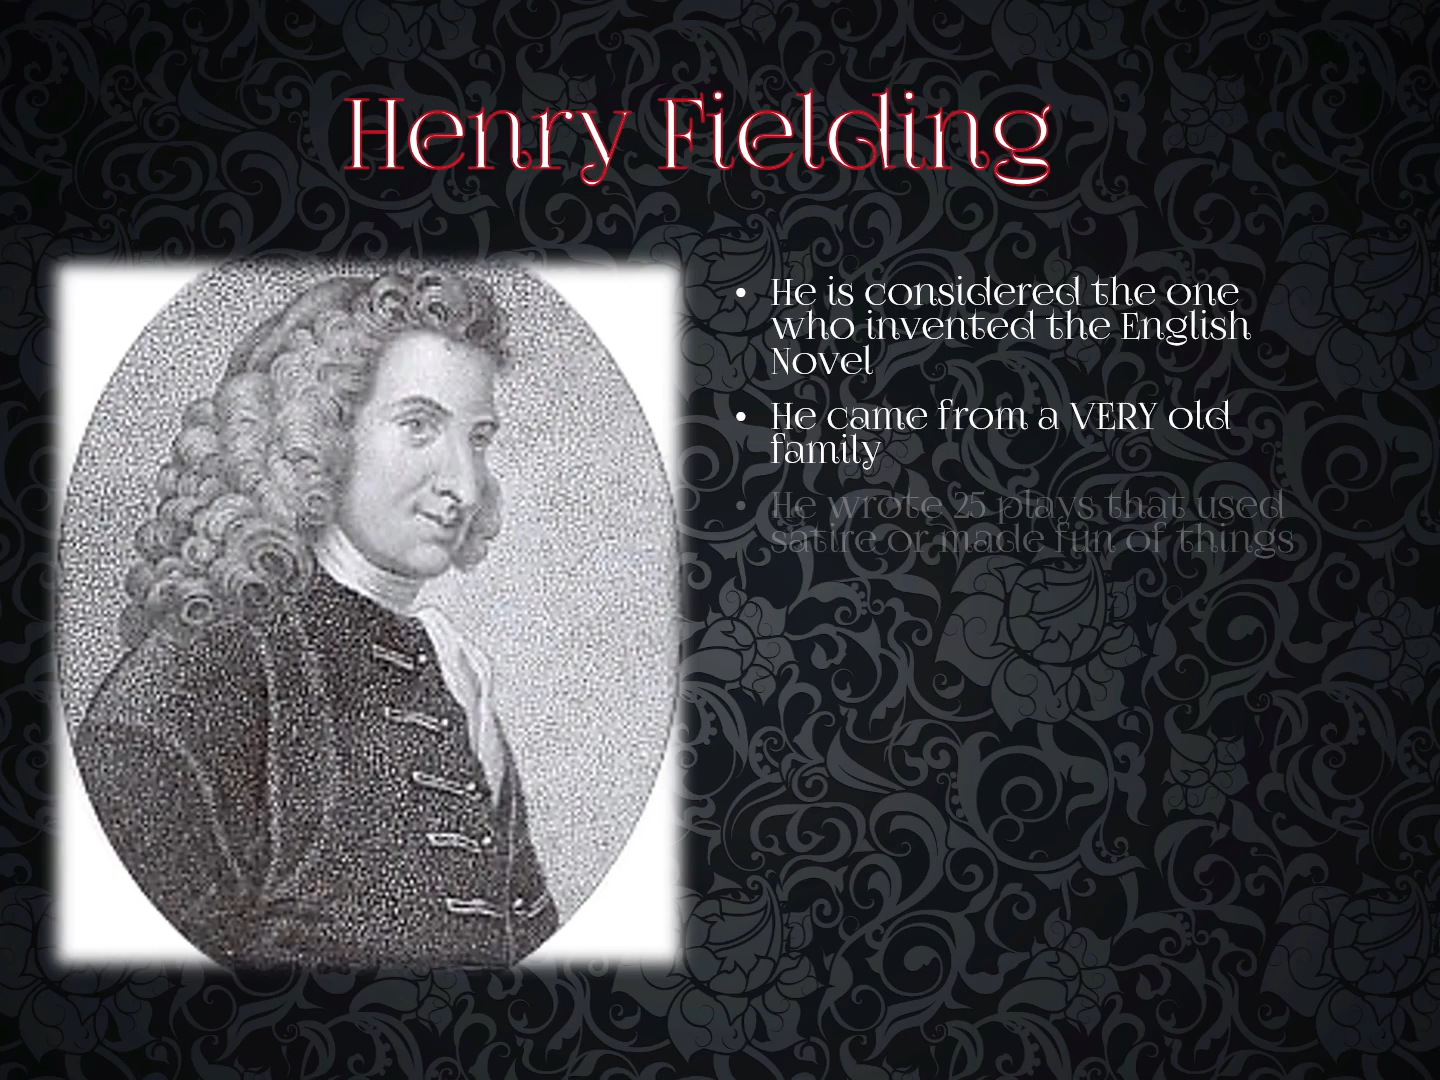 Henry Fielding
• He is considered the one
who invented the English
Novel
• He came from a VERY old
family
• He wrote 25 plays that used
satire or made fun of things